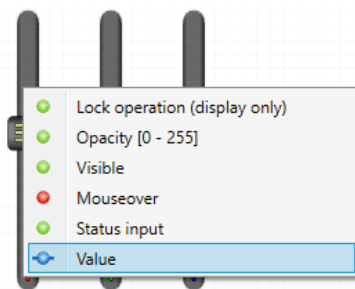 Lock operation (display only)
Opacity [0 - 255]
Visible
Mouseover
Status input
Value